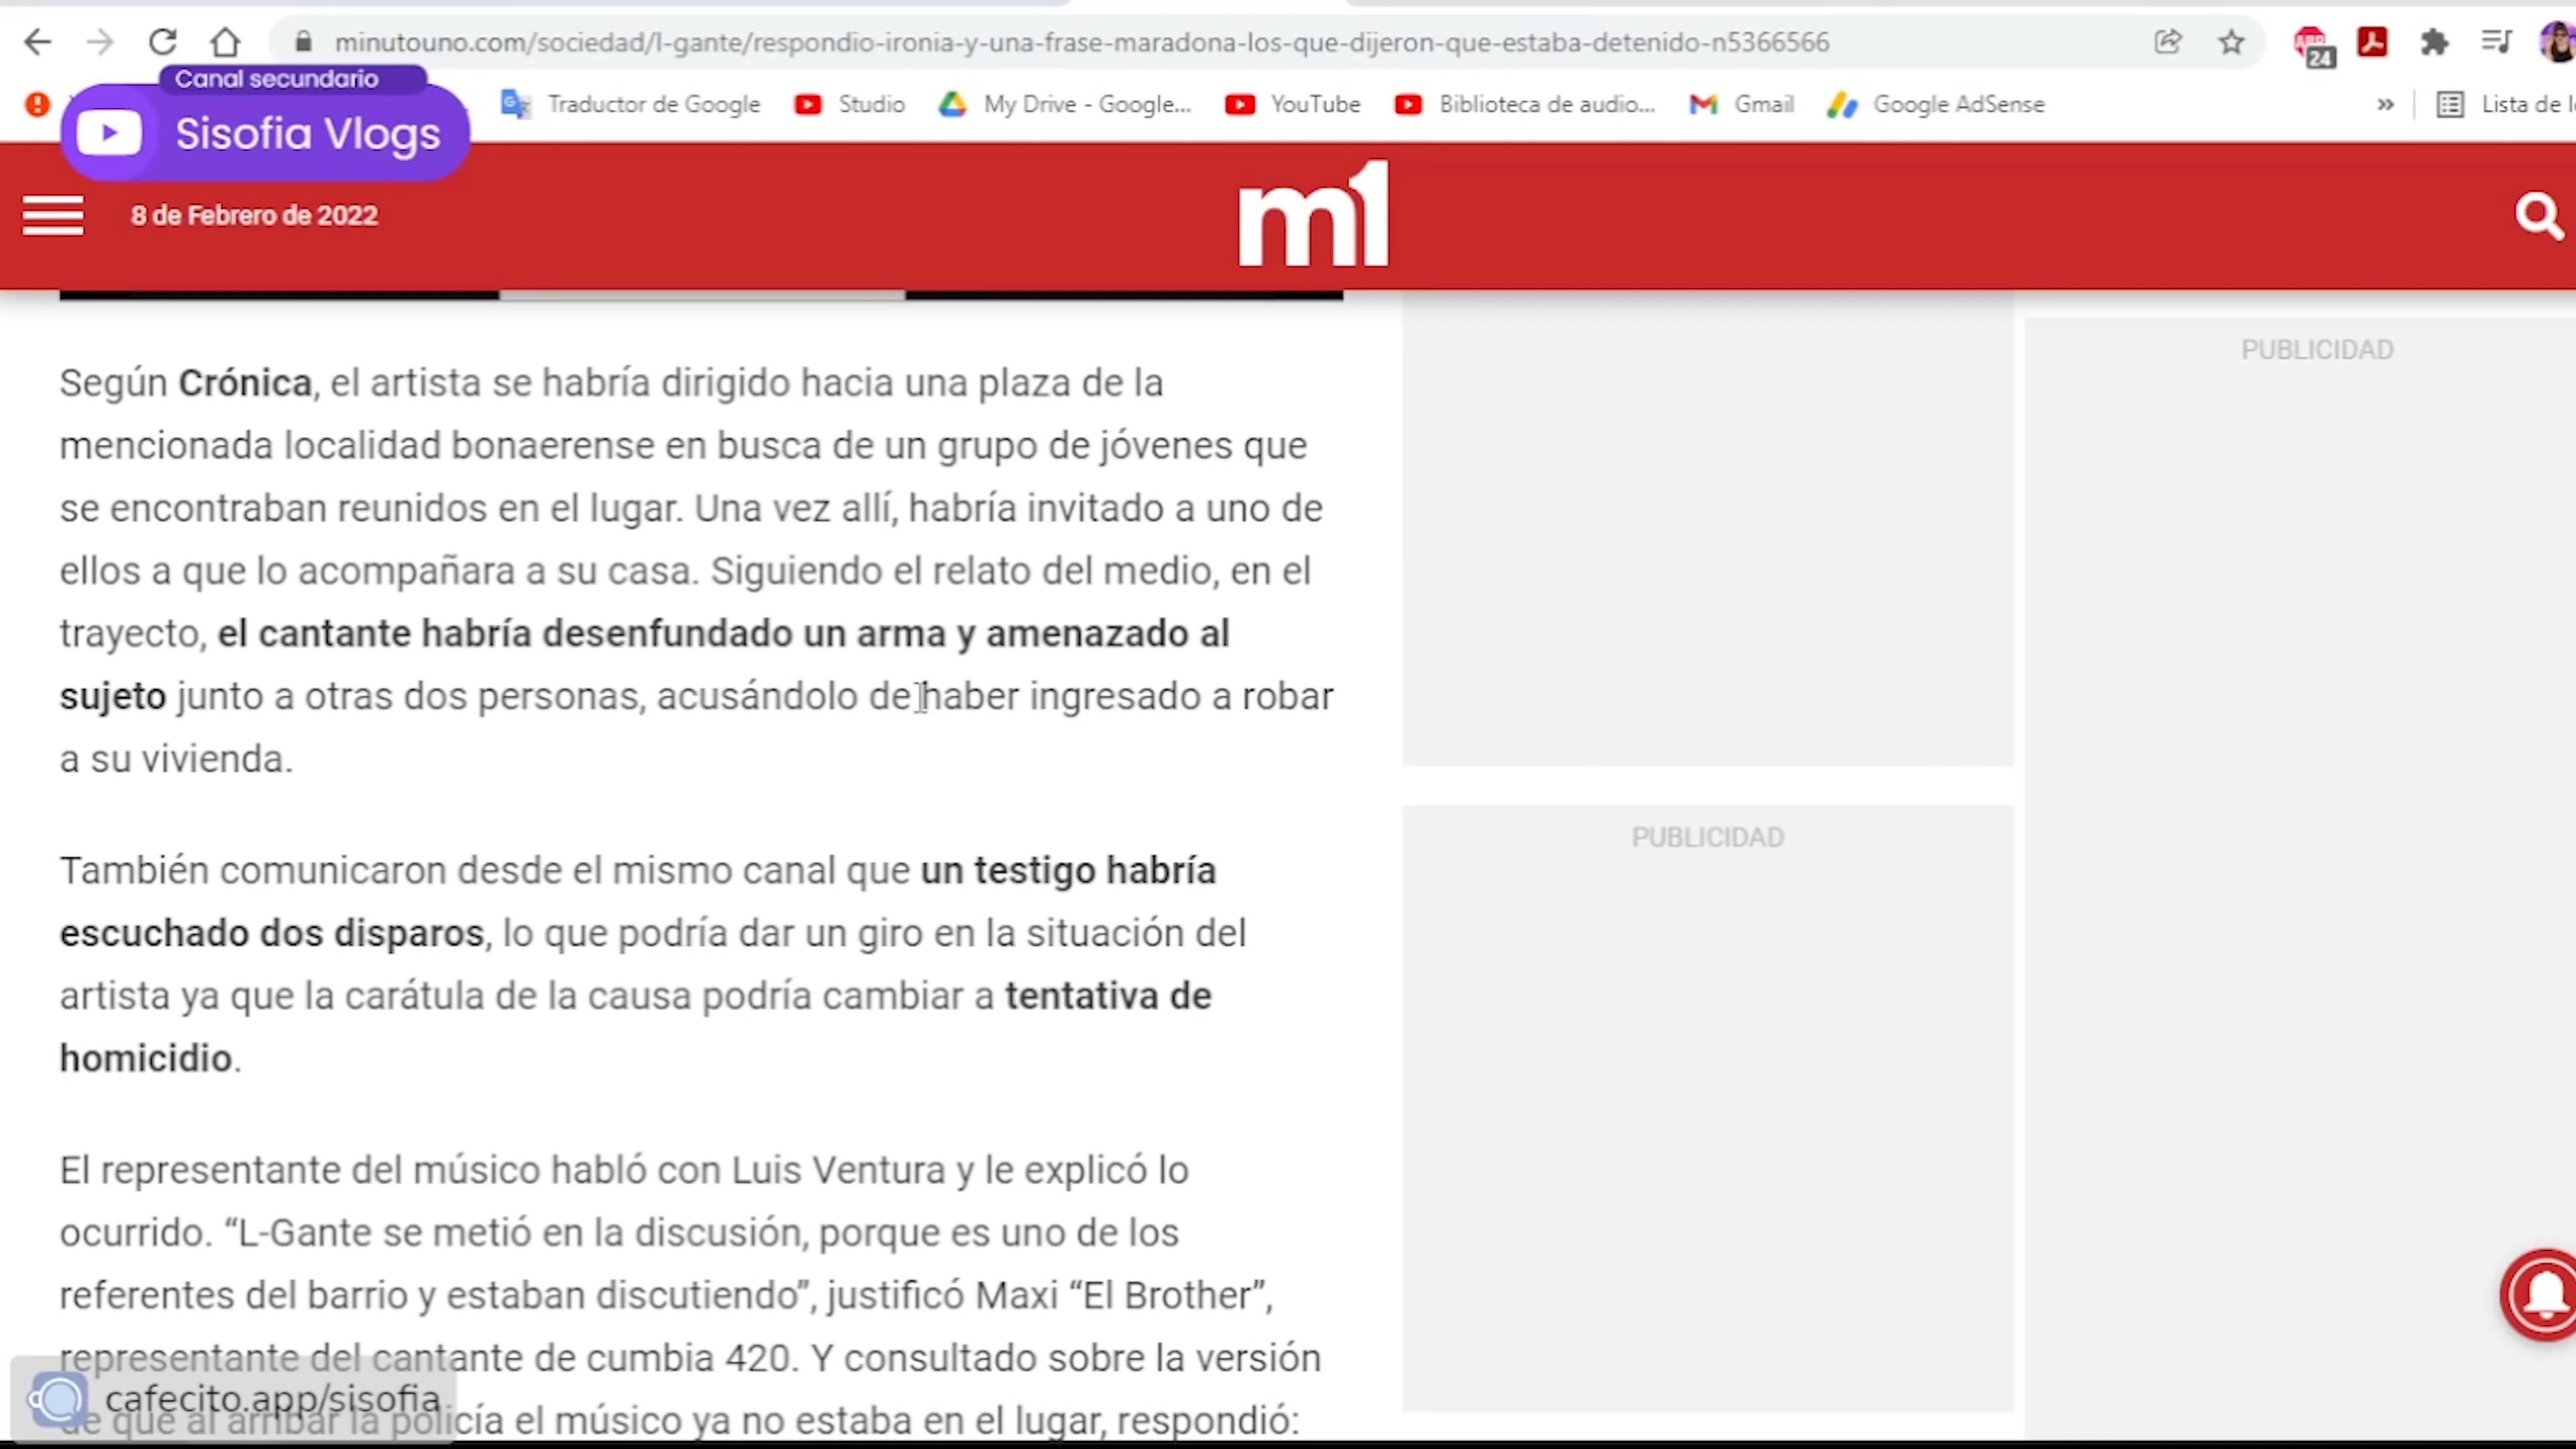 minutouno.com/sociedad/l-gante/respondio-ironia-y-una-frase-maradona-los-que-dijeron-que-estaba-detenido-n5366566
24
Canal secundario
Sisofia Vlogs
Traductor de Google
Studio
My Drive - Google...
YouTube
Biblioteca de audio...
Gmail
Google AdSense
»
Lista de
8 de Febrero de 2022
m1
Según Crónica, el artista se habría dirigido hacia una plaza de la
mencionada localidad bonaerense en busca de un grupo de jóvenes que
se encontraban reunidos en el lugar. Una vez allí, habría invitado a uno de
ellos a que lo acompañara a su casa. Siguiendo el relato del medio, en el
trayecto, el cantante habría desenfundado un arma y amenazado al
sujeto junto a otras dos personas, acusándolo de haber ingresado a robar
a su vivienda.
También comunicaron desde el mismo canal que un testigo habría
escuchado dos disparos, lo que podría dar un giro en la situación del
artista ya que la carátula de la causa podría cambiar a tentativa de
homicidio.
El representante del músico habló con Luis Ventura y le explicó lo
ocurrido. “L-Gante se metió en la discusión, porque es uno de los
referentes del barrio y estaban discutiendo”, justificó Maxi “El Brother”,
representante del cantante de cumbia 420. Y consultado sobre la versión
de que al arribar la policía el músico ya no estaba en el lugar, respondió:
cafecito.app/sisofia
PUBLICIDAD
PUBLICIDAD